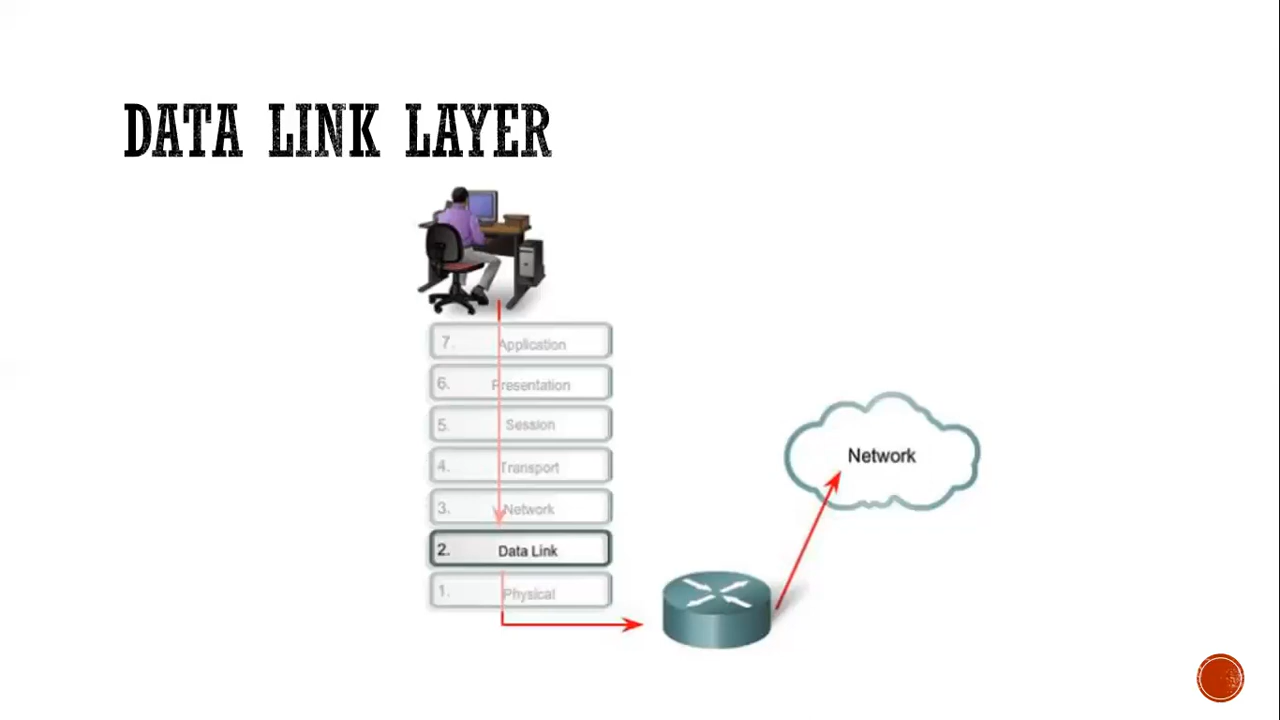 DATA LINK LAYER
7. Application
6. Presentation
5. Session
4. Transport
3. Network
2. Data Link
1. Physical
Network